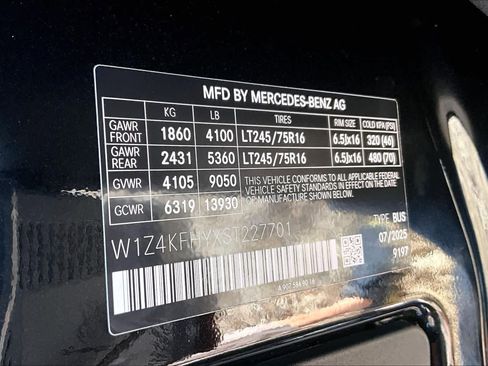 MFD BY MERCEDES-BENZ AG
KG LB TIRES RIM SIZE COLD KPA (PSI)
GAWR FRONT 1860 4100 LT245/75R16 6.5Jx16 320 (46)
GAWR REAR 2431 5360 LT245/75R16 6.5Jx16 480 (70)
GVWR 4105 9050
GCWR 6319 13930
THIS VEHICLE CONFORMS TO ALL APPLICABLE FEDERAL
MOTOR VEHICLE SAFETY STANDARDS IN EFFECT ON THE
DATE OF MANUFACTURE SHOWN
TYPE: BUS
07/2025
9197